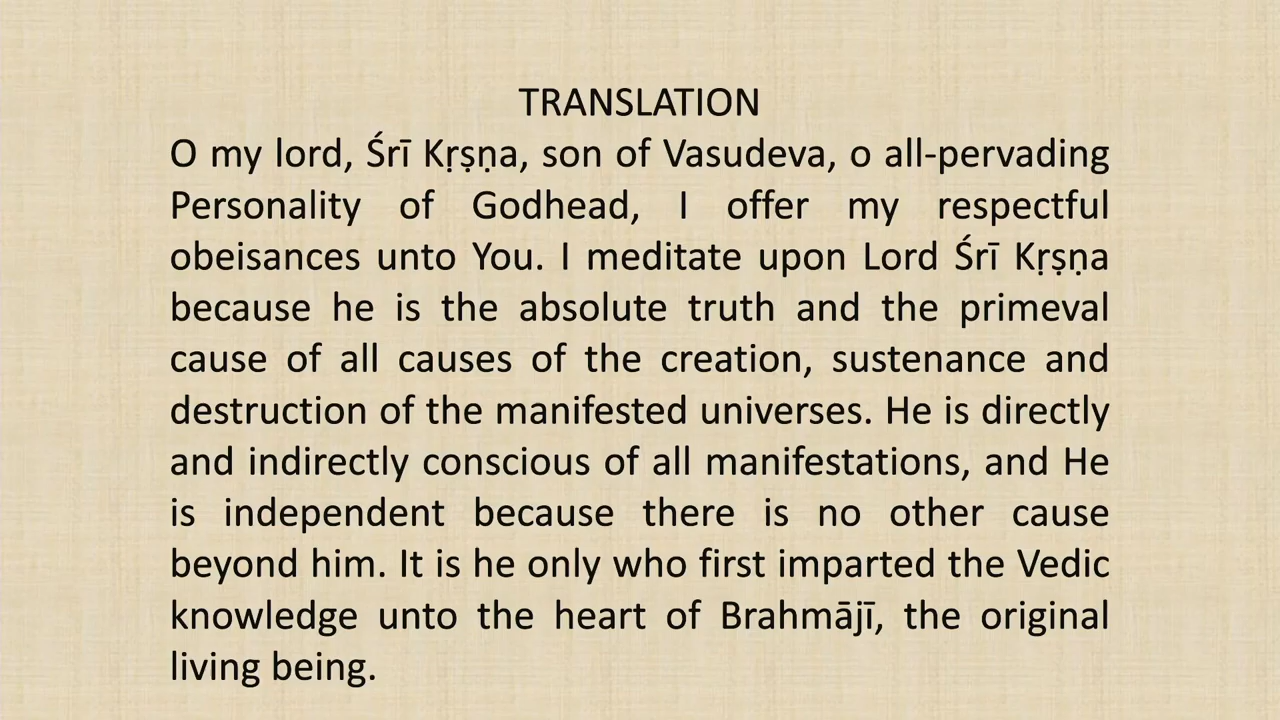 TRANSLATION
O my lord, Śrī Kṛṣṇa, son of Vasudeva, o all-pervading
Personality of Godhead, I offer my respectful
obeisances unto You. I meditate upon Lord Śrī Kṛṣṇa
because he is the absolute truth and the primeval
cause of all causes of the creation, sustenance and
destruction of the manifested universes. He is directly
and indirectly conscious of all manifestations, and He
is independent because there is no other cause
beyond him. It is he only who first imparted the Vedic
knowledge unto the heart of Brahmājī, the original
living being.